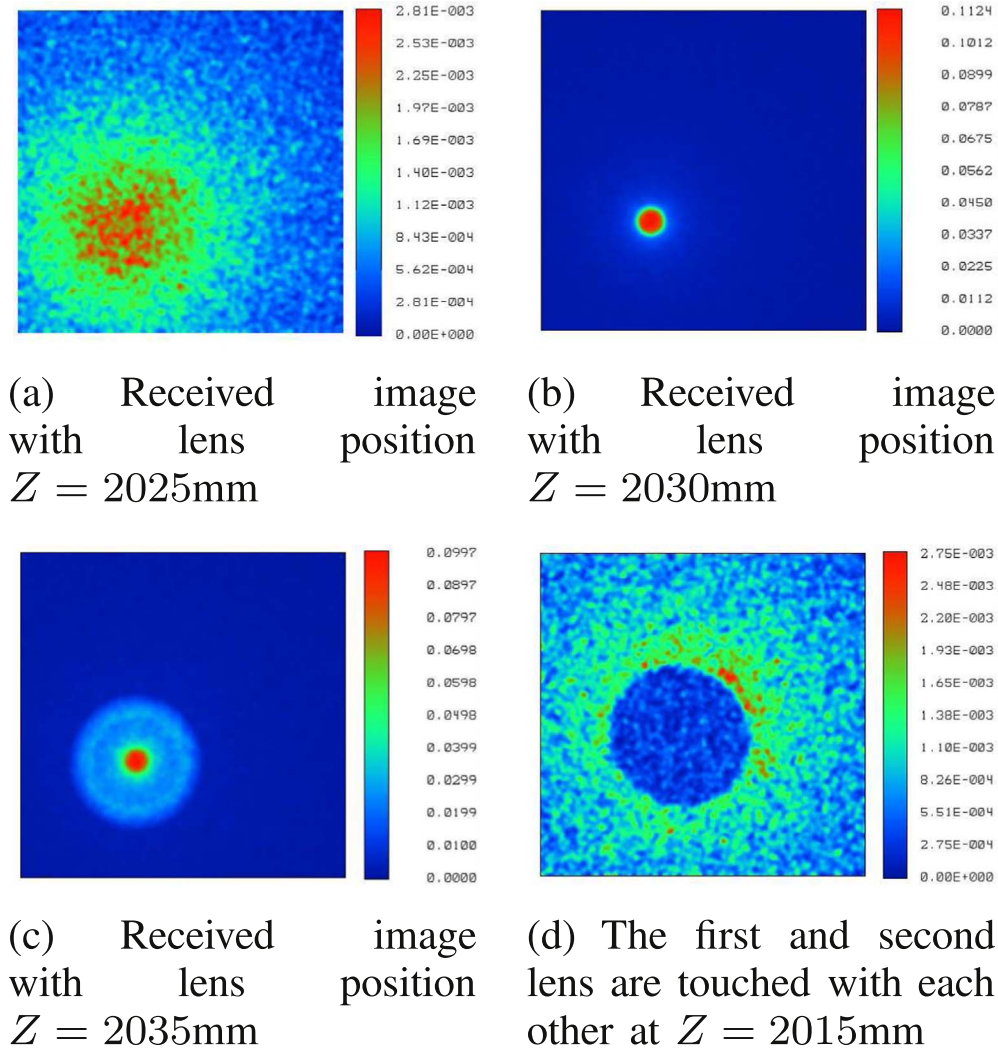 2.81E-003
2.53E-003
2.25E-003
1.97E-003
1.69E-003
1.40E-003
1.12E-003
8.43E-004
5.62E-004
2.81E-004
0.00E+000
0.1124
0.1012
0.0899
0.0787
0.0675
0.0562
0.0450
0.0337
0.0225
0.0112
0.0000
(a) Received image
with lens position
Z = 2025mm
(b) Received image
with lens position
Z = 2030mm
0.0997
0.0897
0.0797
0.0698
0.0598
0.0498
0.0399
0.0299
0.0199
0.0100
0.0000
2.75E-003
2.48E-003
2.20E-003
1.93E-003
1.65E-003
1.38E-003
1.10E-003
8.26E-004
5.51E-004
2.75E-004
0.00E+000
(c) Received image
with lens position
Z = 2035mm
(d) The first and second
lens are touched with each
other at Z = 2015mm